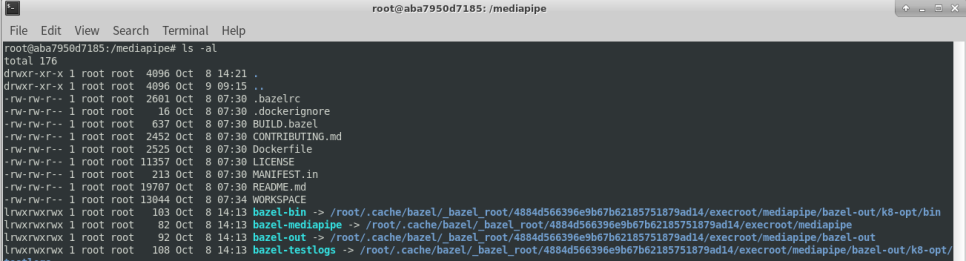 root@aba7950d7185: /mediapipe
File Edit View Search Terminal Help
root@aba7950d7185:/mediapipe# ls -al
total 176
drwxr-xr-x 1 root root 4096 Oct 8 14:21 .
drwxr-xr-x 1 root root 4096 Oct 9 09:15 ..
-rw-rw-r-- 1 root root 2601 Oct 8 07:30 .bazelrc
-rw-rw-r-- 1 root root 16 Oct 8 07:30 .dockerignore
-rw-rw-r-- 1 root root 637 Oct 8 07:30 BUILD.bazel
-rw-rw-r-- 1 root root 2452 Oct 8 07:30 CONTRIBUTING.md
-rw-rw-r-- 1 root root 2525 Oct 8 07:30 Dockerfile
-rw-rw-r-- 1 root root 11357 Oct 8 07:30 LICENSE
-rw-rw-r-- 1 root root 213 Oct 8 07:30 MANIFEST.in
-rw-rw-r-- 1 root root 19707 Oct 8 07:30 README.md
-rw-rw-r-- 1 root root 13044 Oct 8 07:34 WORKSPACE
lrwxrwxrwx 1 root root 103 Oct 8 14:13 bazel-bin -> /root/.cache/bazel/_bazel_root/4884d566396e9b67b62185751879ad14/execroot/mediapipe/bazel-out/k8-opt/bin
lrwxrwxrwx 1 root root 82 Oct 8 14:13 bazel-mediapipe -> /root/.cache/bazel/_bazel_root/4884d566396e9b67b62185751879ad14/execroot/mediapipe
lrwxrwxrwx 1 root root 92 Oct 8 14:13 bazel-out -> /root/.cache/bazel/_bazel_root/4884d566396e9b67b62185751879ad14/execroot/mediapipe/bazel-out
lrwxrwxrwx 1 root root 108 Oct 8 14:13 bazel-testlogs -> /root/.cache/bazel/_bazel_root/4884d566396e9b67b62185751879ad14/execroot/mediapipe/bazel-out/k8-opt/